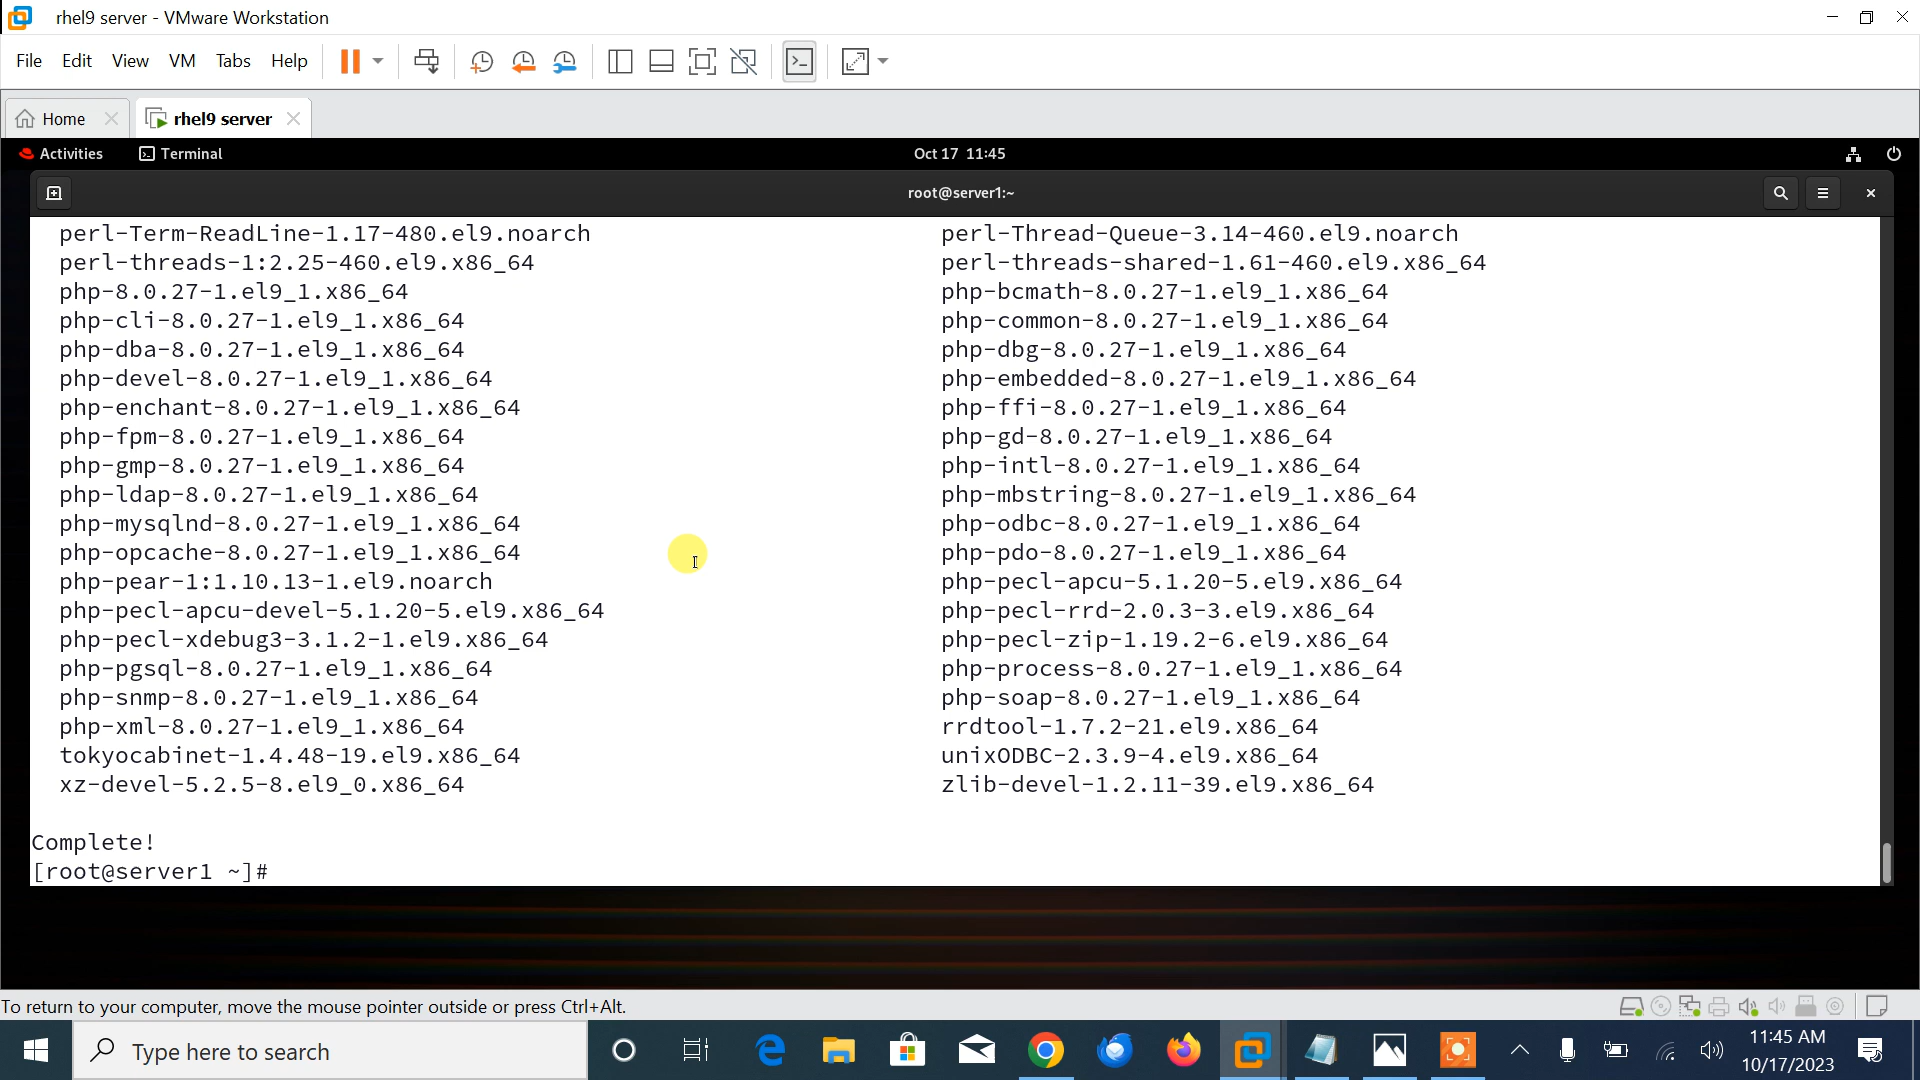 rhel9 server - VMware Workstation
File Edit View VM Tabs Help
Home rhel9 server
Activities Terminal Oct 17 11:45
root@server1:~
perl-Term-ReadLine-1.17-480.el9.noarch perl-Thread-Queue-3.14-460.el9.noarch
perl-threads-1:2.25-460.el9.x86_64 perl-threads-shared-1.61-460.el9.x86_64
php-8.0.27-1.el9_1.x86_64 php-bcmath-8.0.27-1.el9_1.x86_64
php-cli-8.0.27-1.el9_1.x86_64 php-common-8.0.27-1.el9_1.x86_64
php-dba-8.0.27-1.el9_1.x86_64 php-dbg-8.0.27-1.el9_1.x86_64
php-devel-8.0.27-1.el9_1.x86_64 php-embedded-8.0.27-1.el9_1.x86_64
php-enchant-8.0.27-1.el9_1.x86_64 php-ffi-8.0.27-1.el9_1.x86_64
php-fpm-8.0.27-1.el9_1.x86_64 php-gd-8.0.27-1.el9_1.x86_64
php-gmp-8.0.27-1.el9_1.x86_64 php-intl-8.0.27-1.el9_1.x86_64
php-ldap-8.0.27-1.el9_1.x86_64 php-mbstring-8.0.27-1.el9_1.x86_64
php-mysqlnd-8.0.27-1.el9_1.x86_64 php-odbc-8.0.27-1.el9_1.x86_64
php-opcache-8.0.27-1.el9_1.x86_64 php-pdo-8.0.27-1.el9_1.x86_64
php-pear-1:1.10.13-1.el9.noarch php-pecl-apcu-5.1.20-5.el9.x86_64
php-pecl-apcu-devel-5.1.20-5.el9.x86_64 php-pecl-rrd-2.0.3-3.el9.x86_64
php-pecl-xdebug3-3.1.2-1.el9.x86_64 php-pecl-zip-1.19.2-6.el9.x86_64
php-pgsql-8.0.27-1.el9_1.x86_64 php-process-8.0.27-1.el9_1.x86_64
php-snmp-8.0.27-1.el9_1.x86_64 php-soap-8.0.27-1.el9_1.x86_64
php-xml-8.0.27-1.el9_1.x86_64 rrdtool-1.7.2-21.el9.x86_64
tokyocabinet-1.4.48-19.el9.x86_64 unixODBC-2.3.9-4.el9.x86_64
xz-devel-5.2.5-8.el9_0.x86_64 zlib-devel-1.2.11-39.el9.x86_64
Complete!
[root@server1 ~]#
To return to your computer, move the mouse pointer outside or press Ctrl+Alt.
Type here to search
11:45 AM
10/17/2023